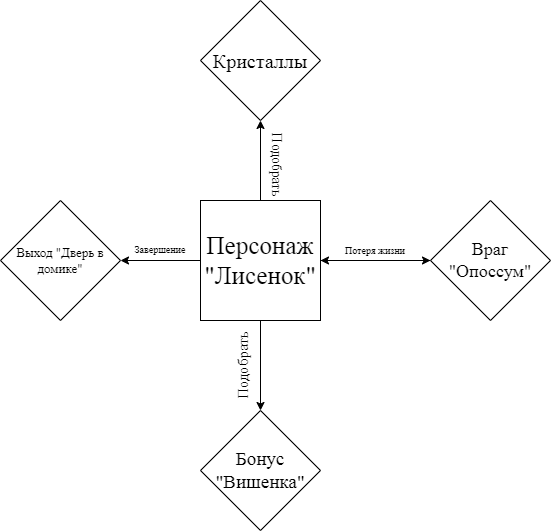 Кристаллы
Подобрать
Выход "Дверь в
домике"
Завершение
Персонаж
"Лисенок"
Потеря жизни
Враг
"Опоссум"
Подобрать
Бонус
"Вишенка"